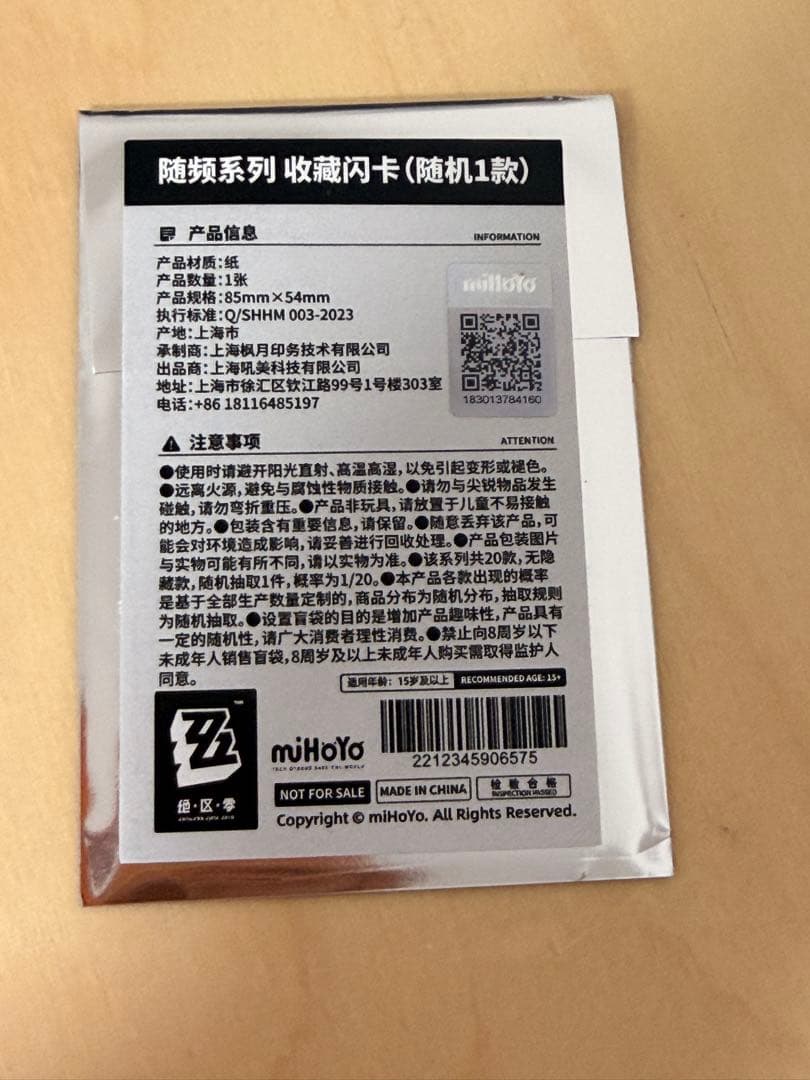 随频系列 收藏闪卡(随机1款)
产品信息
INFORMATION
产品材质:纸
产品数量:1张
产品规格:85mm×54mm
执行标准:Q/SHHM 003-2023
产地:上海市
承制商:上海枫月印务技术有限公司
出品商:上海吼美科技有限公司
地址:上海市徐汇区钦江路99号1号楼303室
电话:+86 18116485197
miHoYo
183013784160
注意事项
ATTENTION
●使用时请避开阳光直射、高温高湿,以免引起变形或褪色。
●远离火源,避免与腐蚀性物质接触。●请勿与尖锐物品发生
碰触,请勿弯折重压。●产品非玩具,请放置于儿童不易接触
的地方。●包装含有重要信息,请保留。●随意丢弃该产品,可
能会对环境造成影响,请妥善进行回收处理。●产品包装图片
与实物可能有所不同,请以实物为准。●该系列共20款,无隐
藏款,随机抽取1件,概率为1/20。●本产品各款出现的概率
是基于全部生产数量定制的,商品分布为随机分布,抽取规则
为随机抽取。●设置盲袋的目的是增加产品趣味性,产品具有
一定的随机性,请广大消费者理性消费。●禁止向8周岁以下
未成年人销售盲袋,8周岁及以上未成年人购买需取得监护人
同意。
适用年龄:15岁及以上 RECOMMENDED AGE: 15+
绝·区·零
miHoYo
TECH OTAKUS SAVE THE WORLD
2212345906575
NOT FOR SALE
MADE IN CHINA
检验合格
INSPECTION PASSED
Copyright © miHoYo. All Rights Reserved.